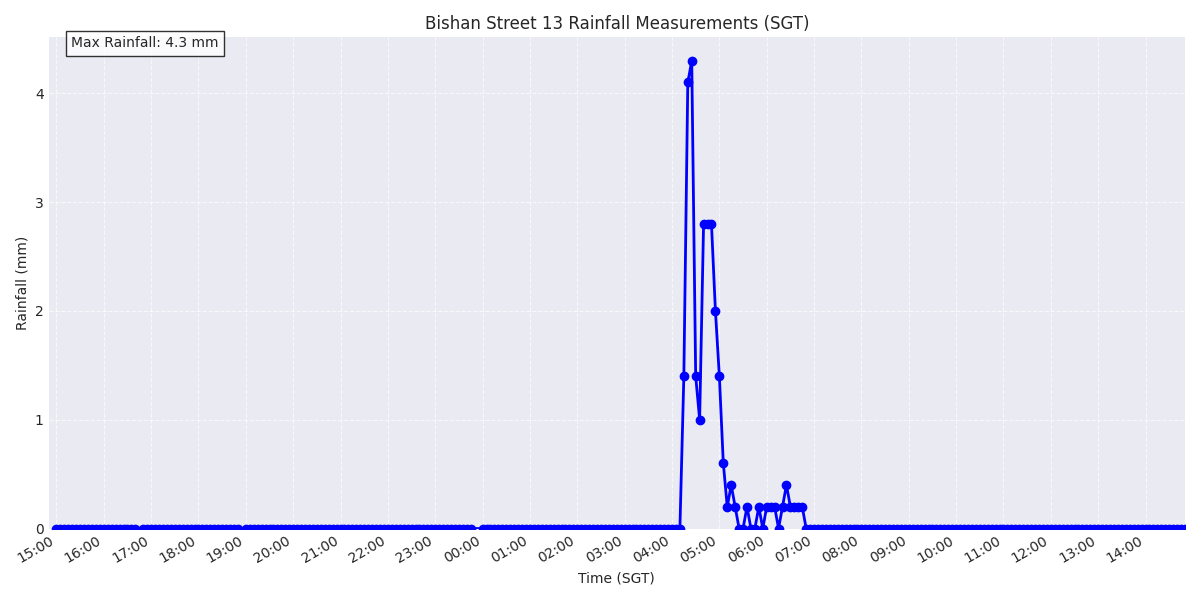 Bishan Street 13 Rainfall Measurements (SGT)
Max Rainfall: 4.3 mm
Rainfall (mm)
4
3
2
1
0
15:00 16:00 17:00 18:00 19:00 20:00 21:00 22:00 23:00 00:00 01:00 02:00 03:00 04:00 05:00 06:00 07:00 08:00 09:00 10:00 11:00 12:00 13:00 14:00
Time (SGT)